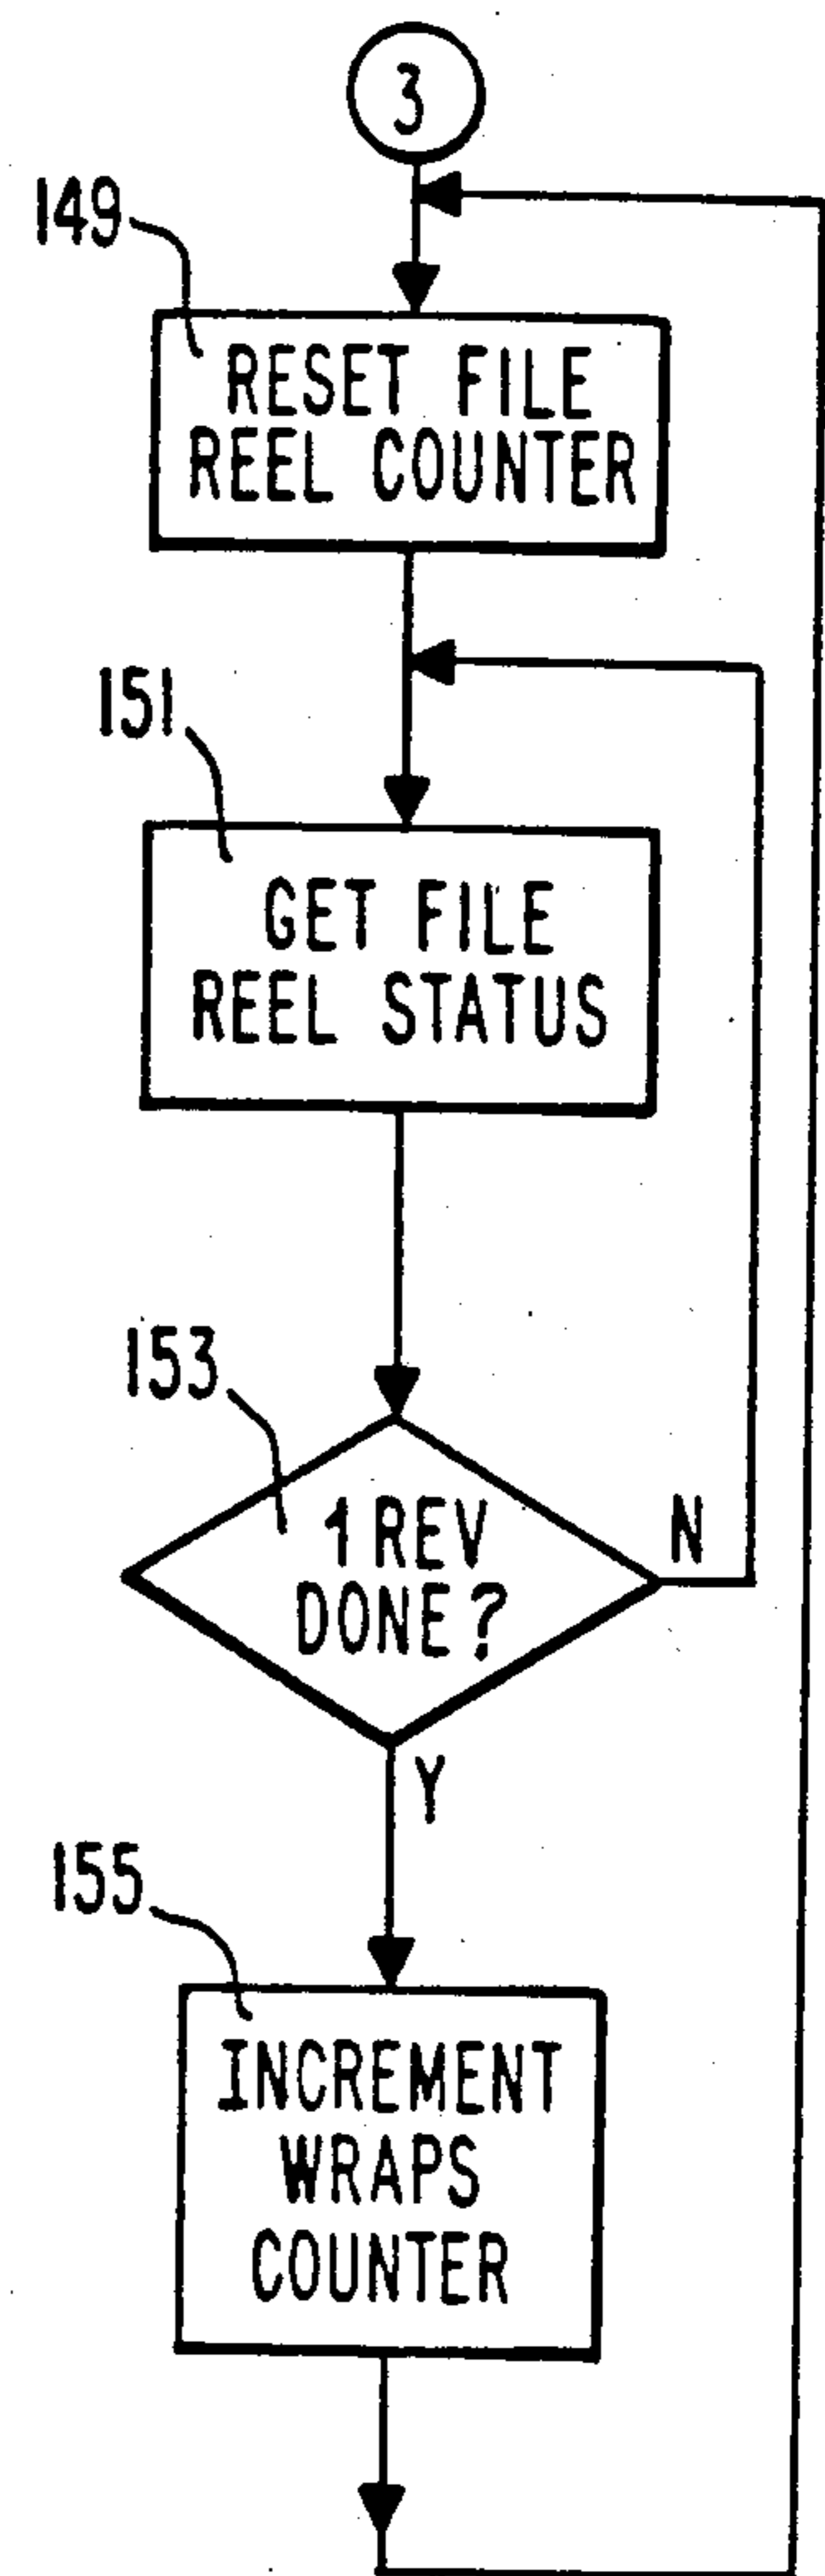 3
149
RESET FILE
REEL COUNTER
151
GET FILE
REEL STATUS
153
1 REV
DONE?
N
Y
155
INCREMENT
WRAPS
COUNTER